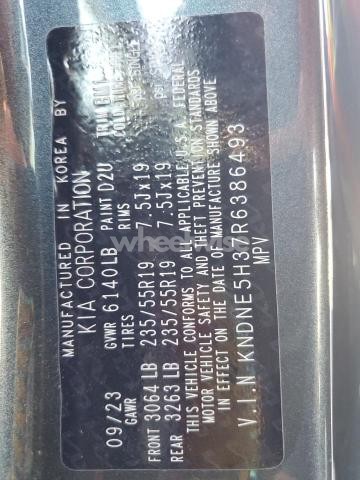 MANUFACTURED IN KOREA BY
KIA CORPORATION
09/23 GVWR 6140LB PAINT D2U
GAWR TIRES RIMS
FRONT 3064 LB 235/55R19 7.5Jx19
REAR 3263 LB 235/55R19 7.5Jx19
THIS VEHICLE CONFORMS TO ALL APPLICABLE U.S.A. FEDERAL
MOTOR VEHICLE SAFETY AND THEFT PREVENTION STANDARDS
IN EFFECT ON THE DATE OF MANUFACTURE SHOWN ABOVE
V.I.N
MPV